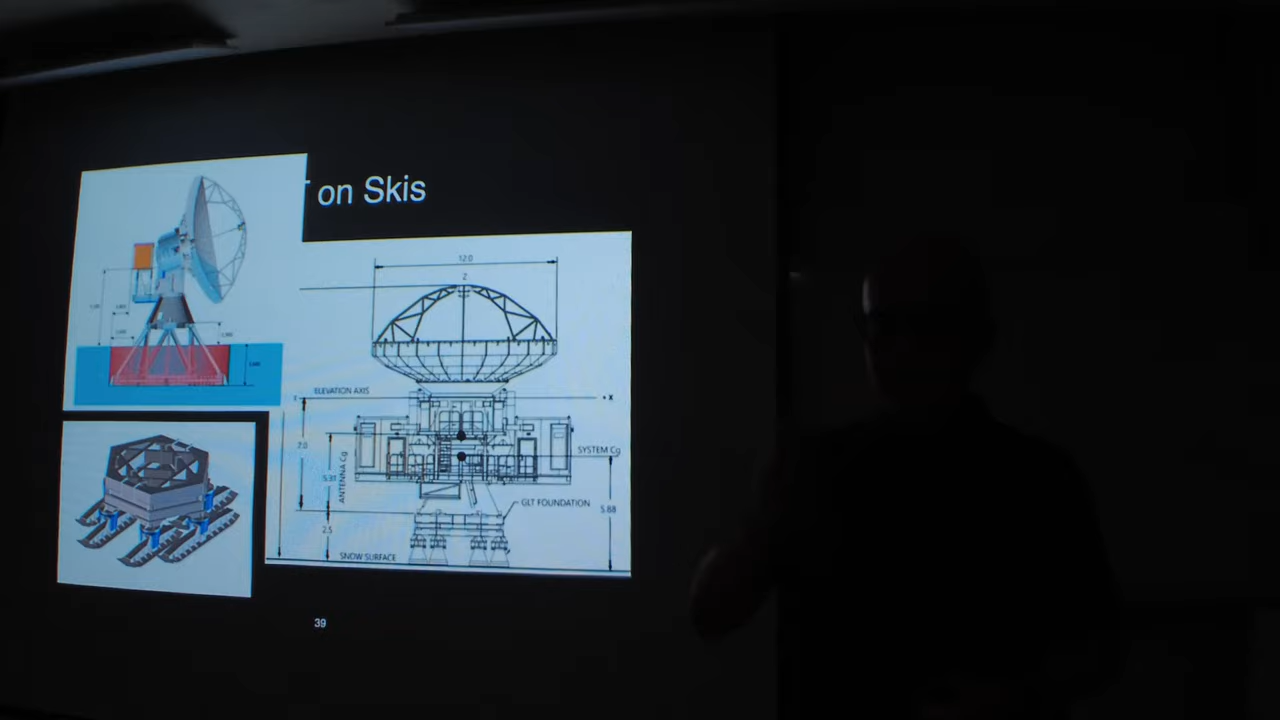 on Skis
12.0
Z
ELEVATION AXIS
X
7.0
SYSTEM Cg
5.31
ANTENNA Cg
GLT FOUNDATION
5.88
2.5
SNOW SURFACE
39